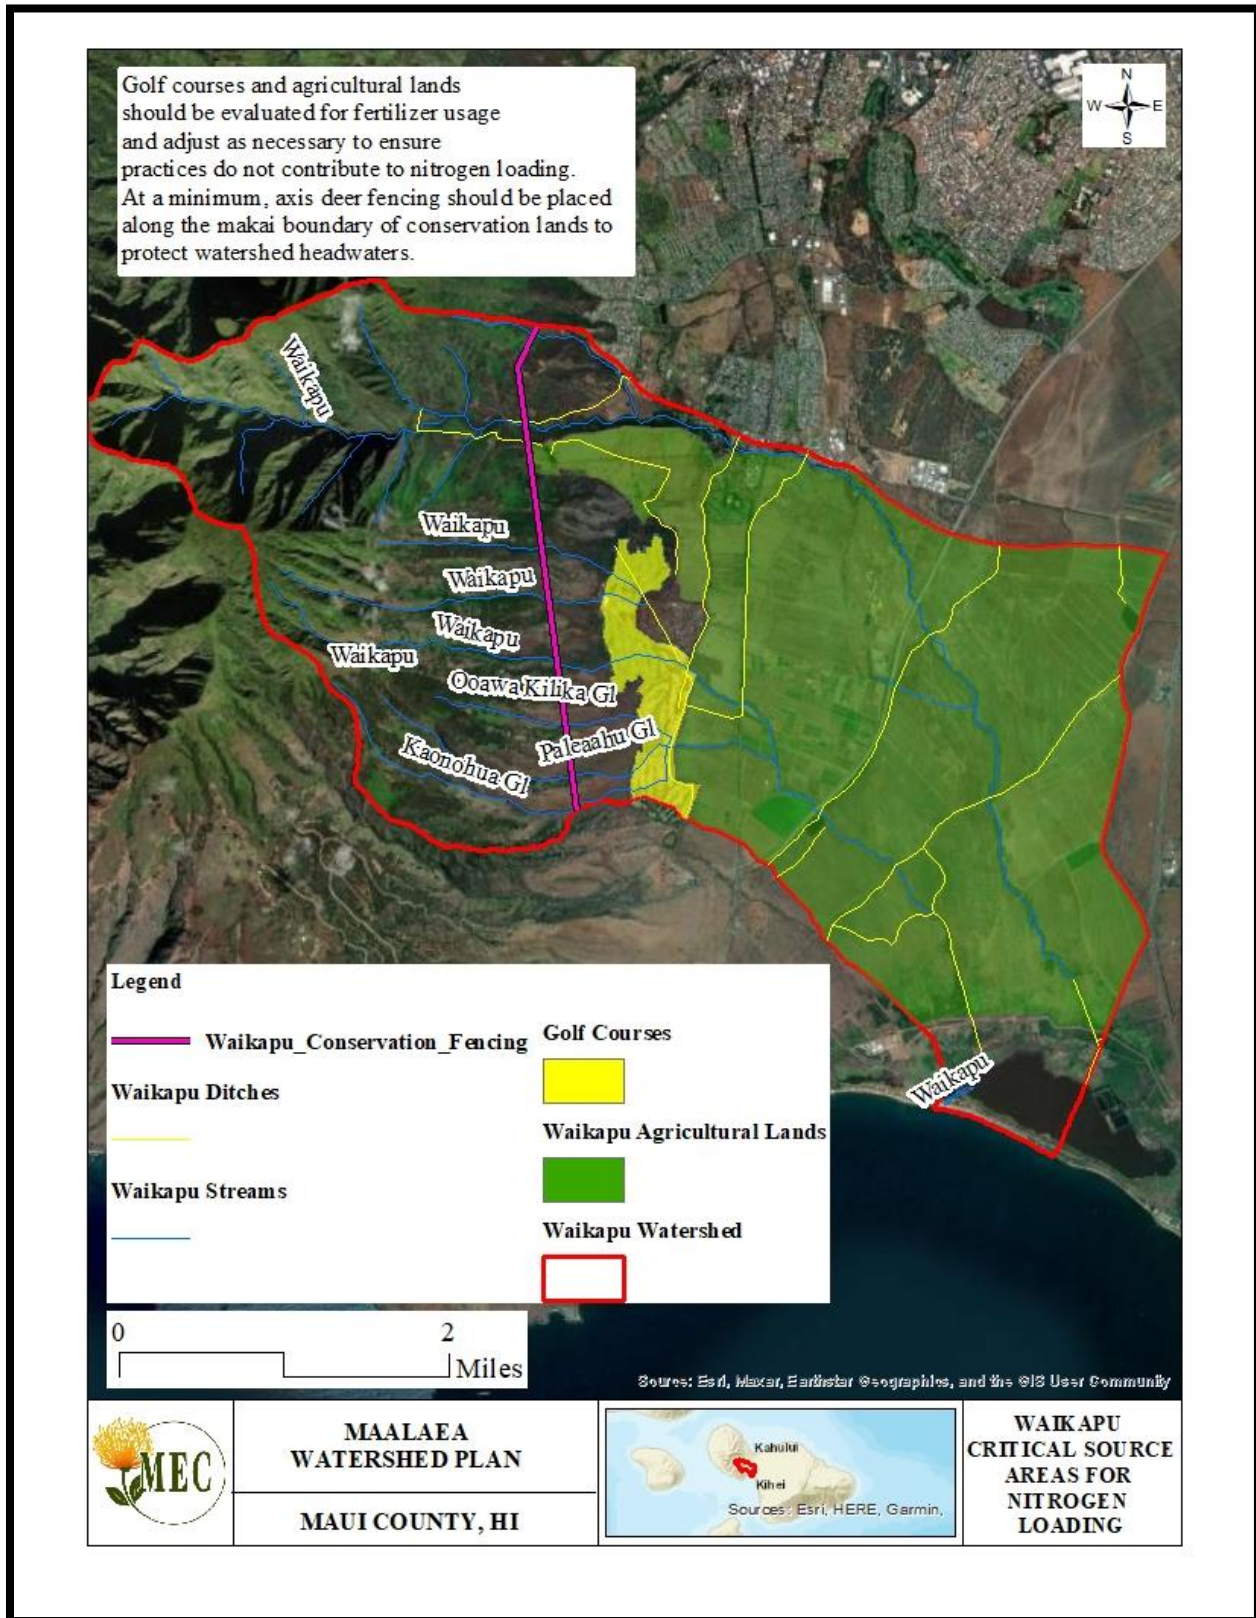 Golf courses and agricultural lands
should be evaluated for fertilizer usage
and adjust as necessary to ensure
practices do not contribute to nitrogen loading.
At a minimum, axis deer fencing should be placed
along the makai boundary of conservation lands to
protect watershed headwaters.
N
W E
S
Waikapu
Waikapu
Waikapu
Waikapu
Waikapu
Ooawa Kilika Gl
Paleaahu Gl
Kaonohua Gl
Waikapu
Legend
Waikapu_Conservation_Fencing
Waikapu Ditches
Waikapu Streams
Golf Courses
Waikapu Agricultural Lands
Waikapu Watershed
0 2
Miles
Source: Esri, Maxar, Earthstar Geographics, and the GIS User Community
MEC
MAALAEA
WATERSHED PLAN
MAUI COUNTY, HI
Kahului
Kihei
Sources: Esri, HERE, Garmin,
WAIKAPU
CRITICAL SOURCE
AREAS FOR
NITROGEN
LOADING